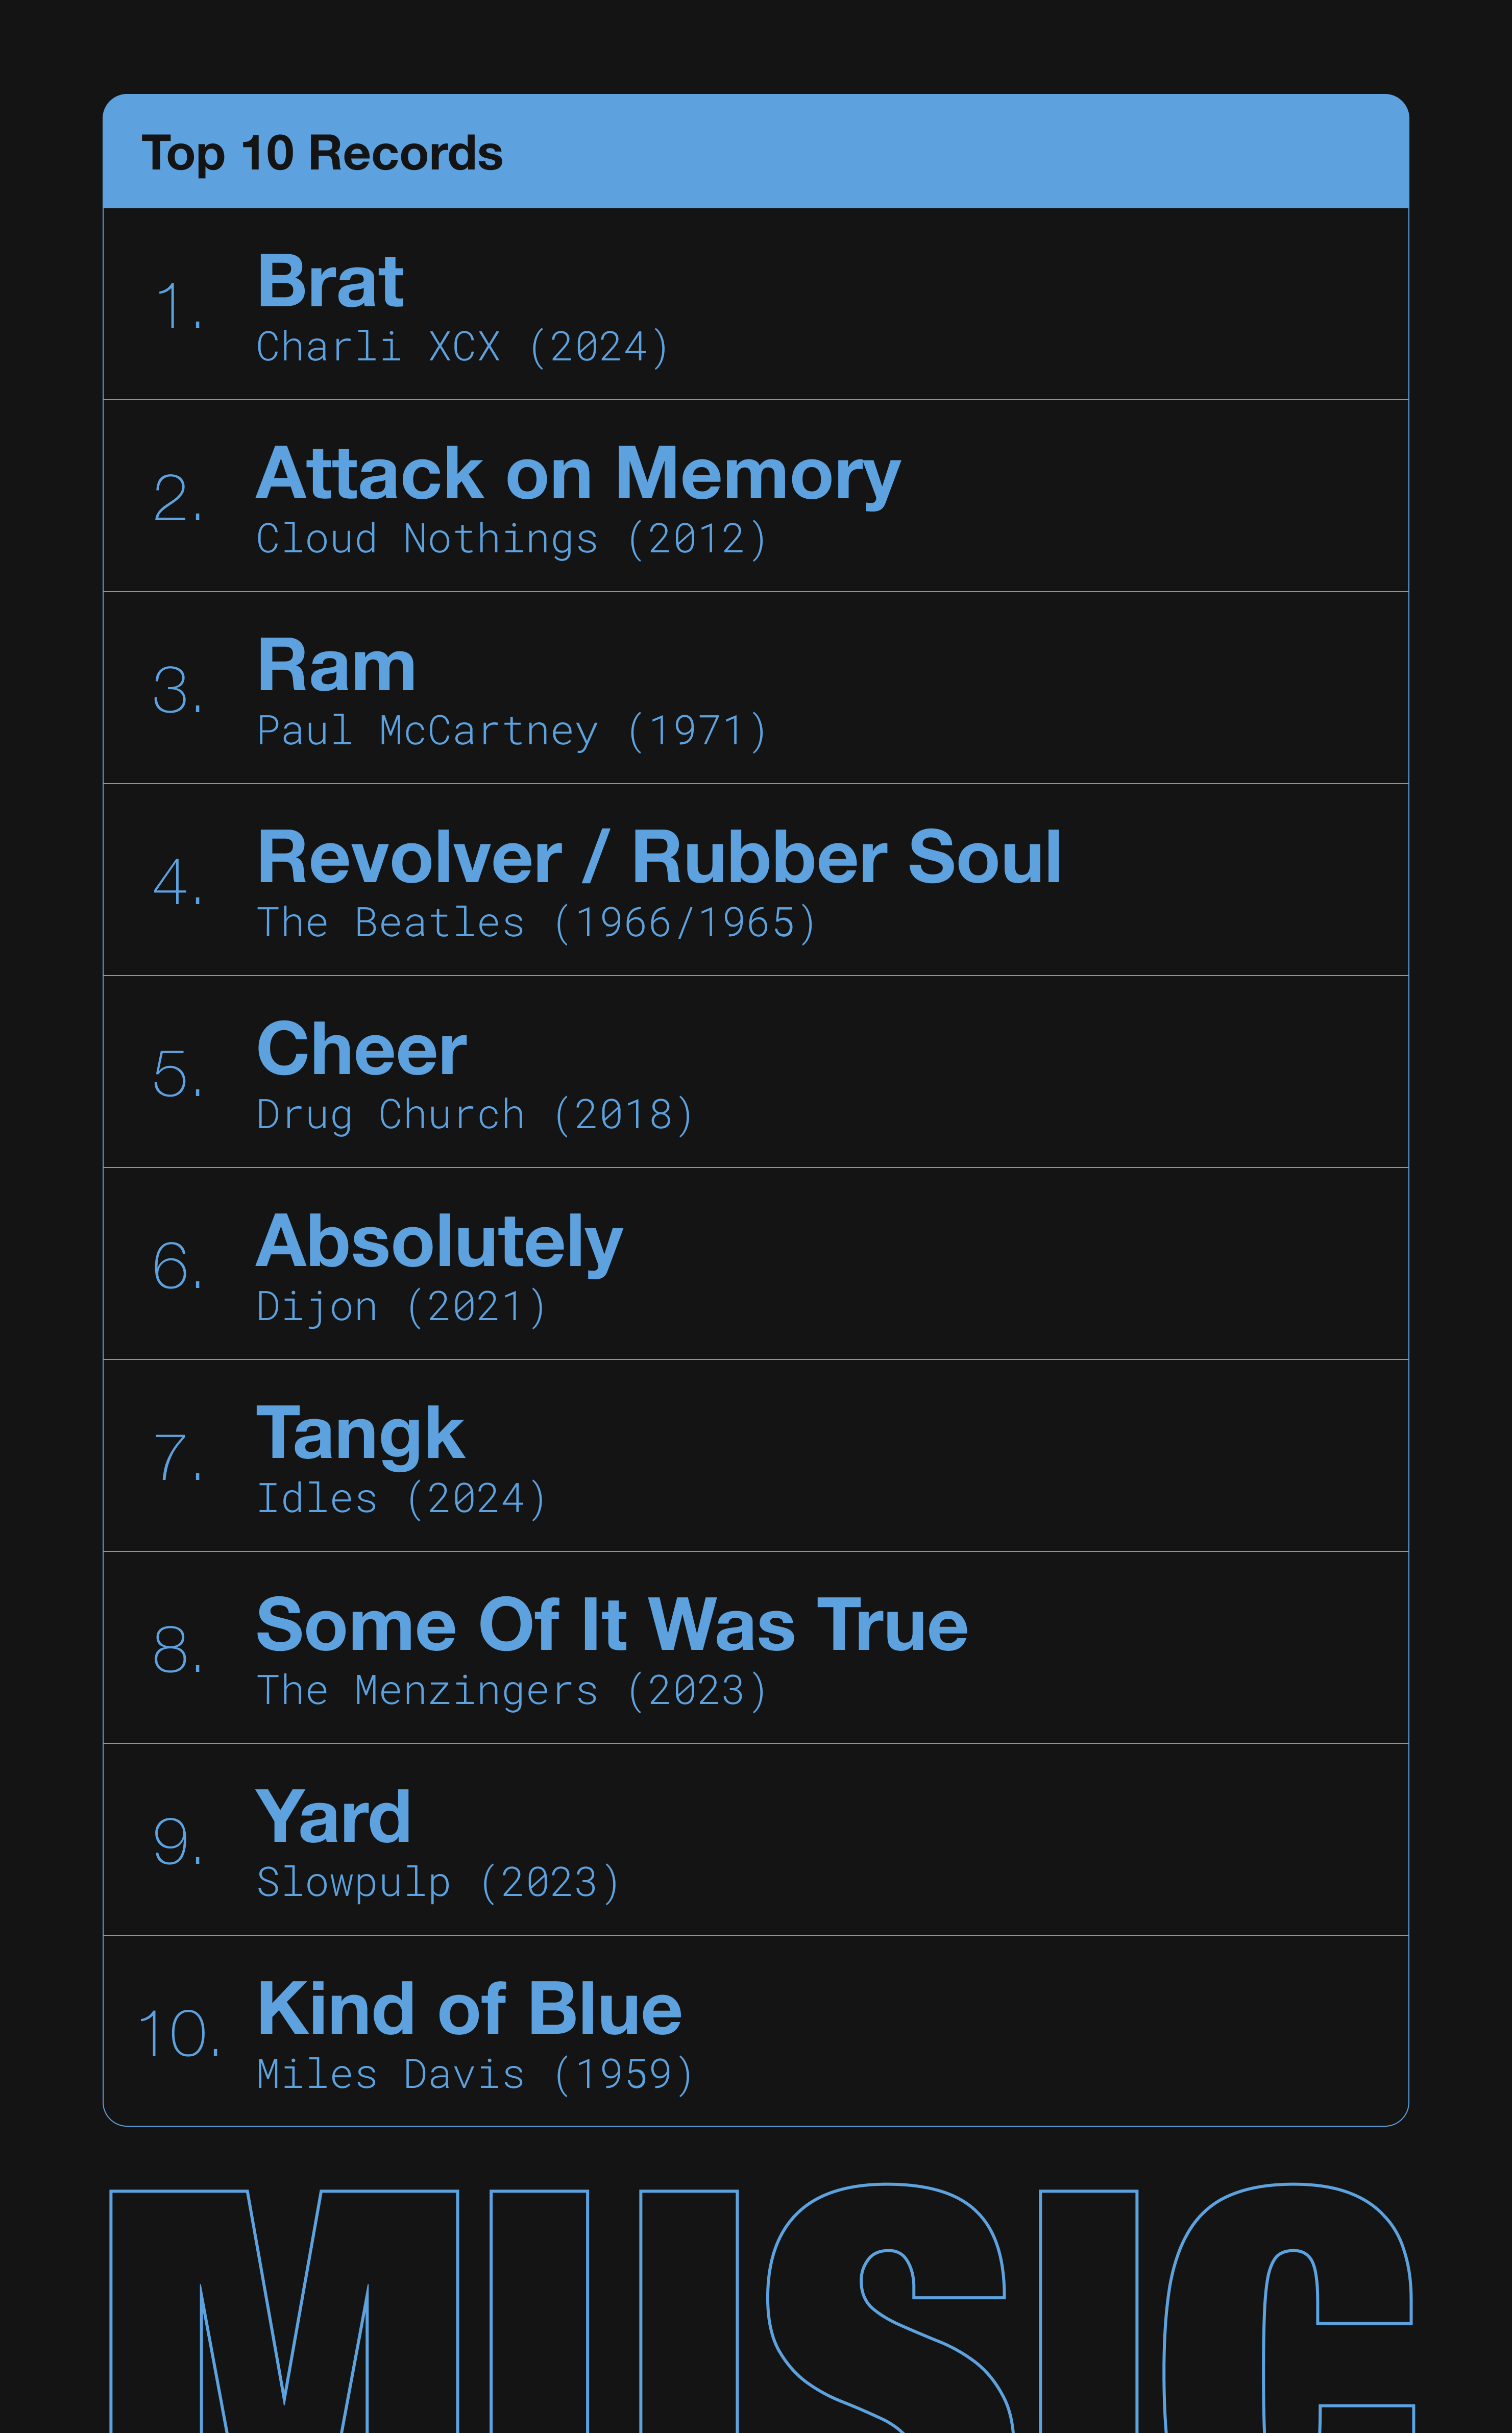 Top 10 Records
1.
Brat
Charli XCX (2024)
2.
Attack on Memory
Cloud Nothings (2012)
3.
Ram
Paul McCartney (1971)
4.
Revolver / Rubber Soul
The Beatles (1966/1965)
5.
Cheer
Drug Church (2018)
6.
Absolutely
Dijon (2021)
7.
Tangk
Idles (2024)
8.
Some Of It Was True
The Menzingers (2023)
9.
Yard
Slowpulp (2023)
10.
Kind of Blue
Miles Davis (1959)
MUSIC